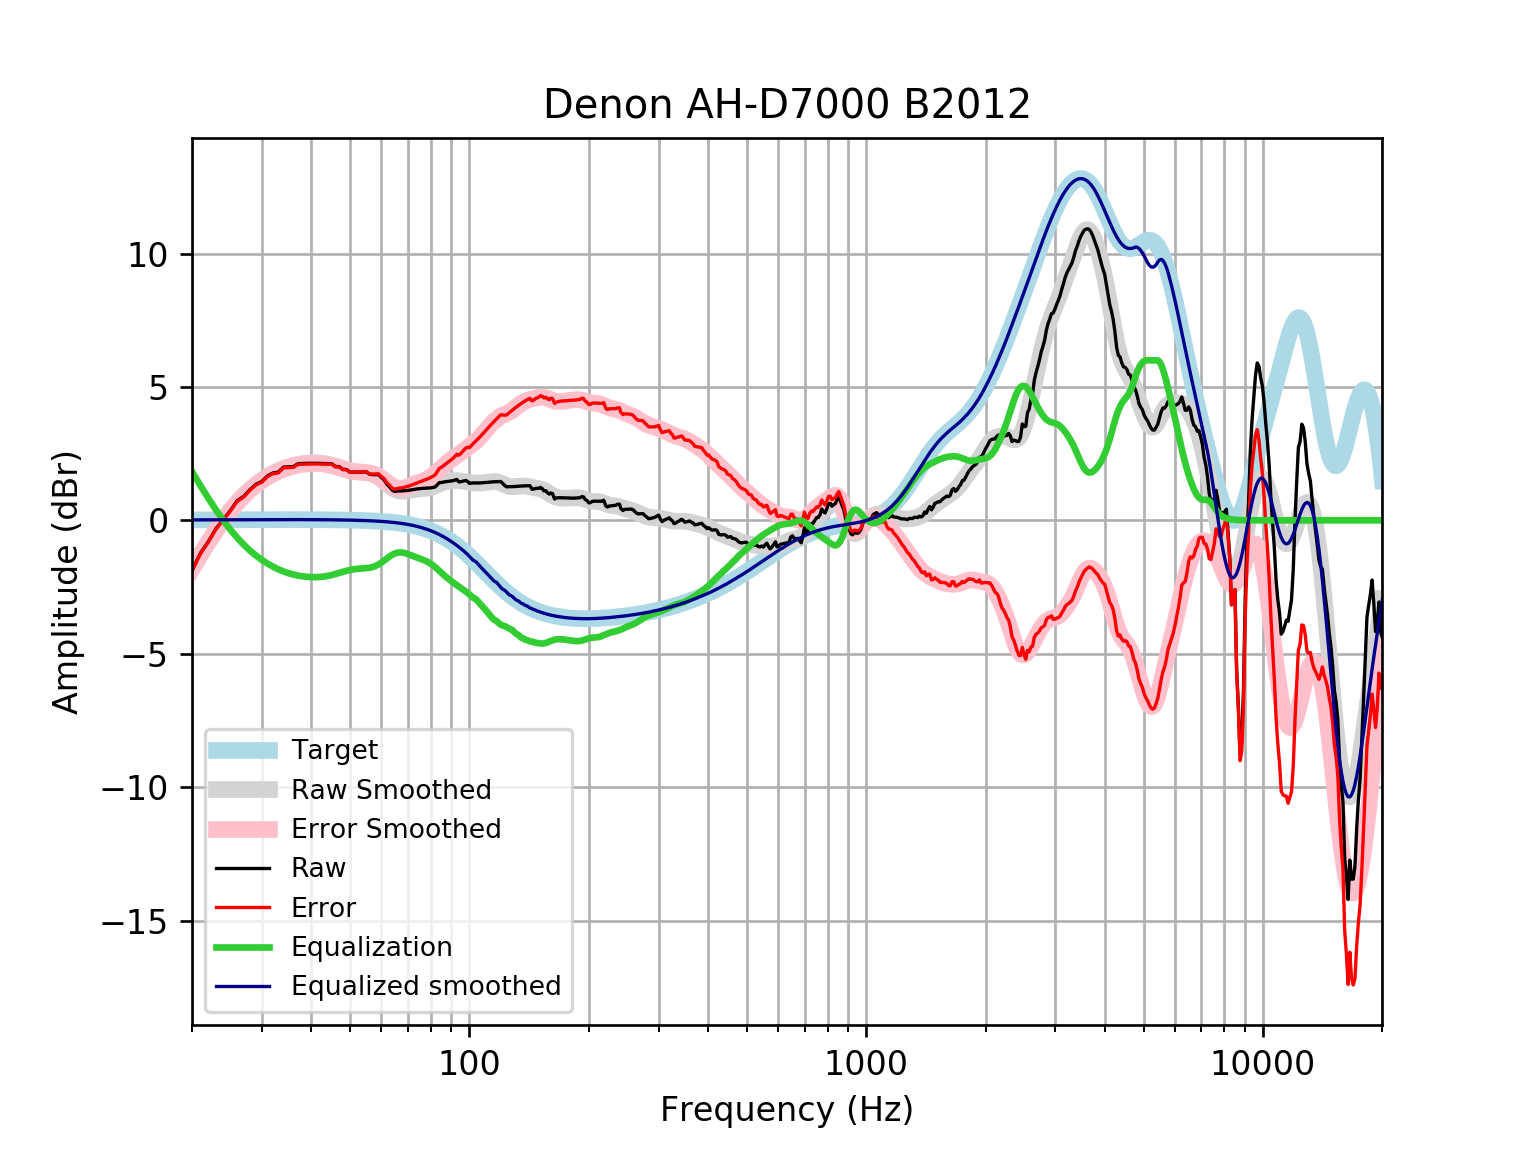 Denon AH-D7000 B2012
Amplitude (dBr)
10
5
0
−5
−10
−15
Target
Raw Smoothed
Error Smoothed
Raw
Error
Equalization
Equalized smoothed
100 1000 10000
Frequency (Hz)